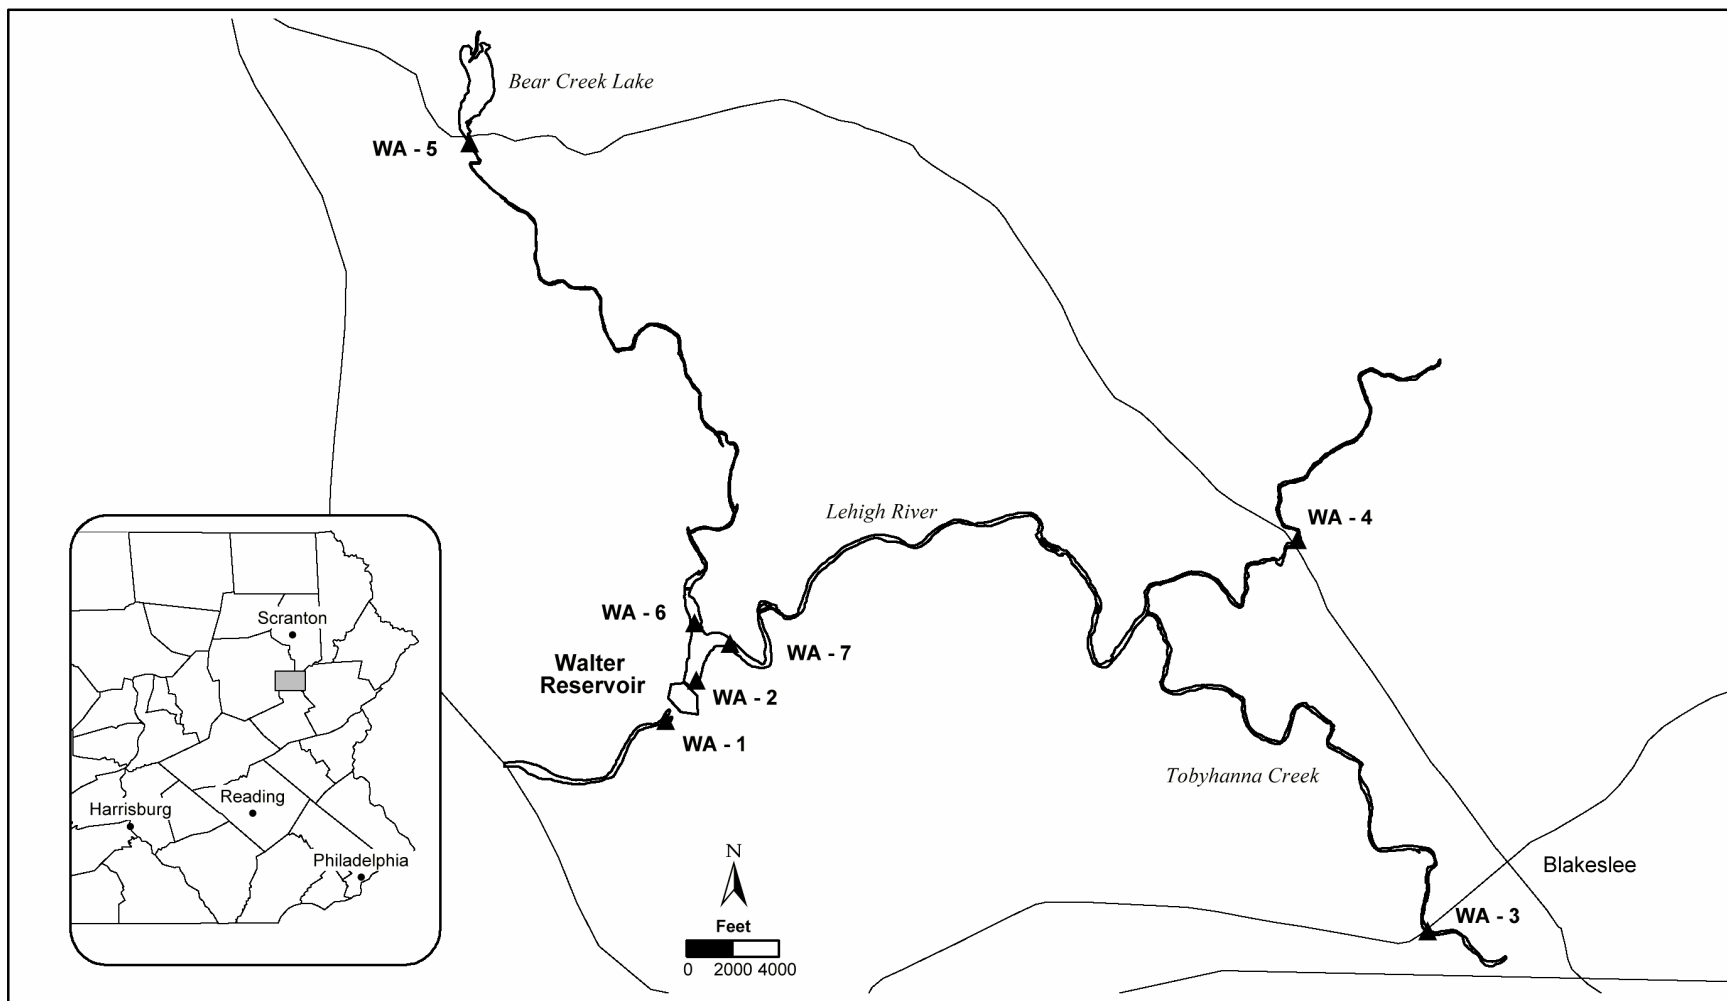 Bear Creek Lake
WA - 5
Lehigh River
WA - 4
WA - 6
WA - 7
Walter
Reservoir
WA - 2
WA - 1
Tobyhanna Creek
Blakeslee
WA - 3
Scranton
Reading
Harrisburg
Philadelphia
N
Feet
0 2000 4000